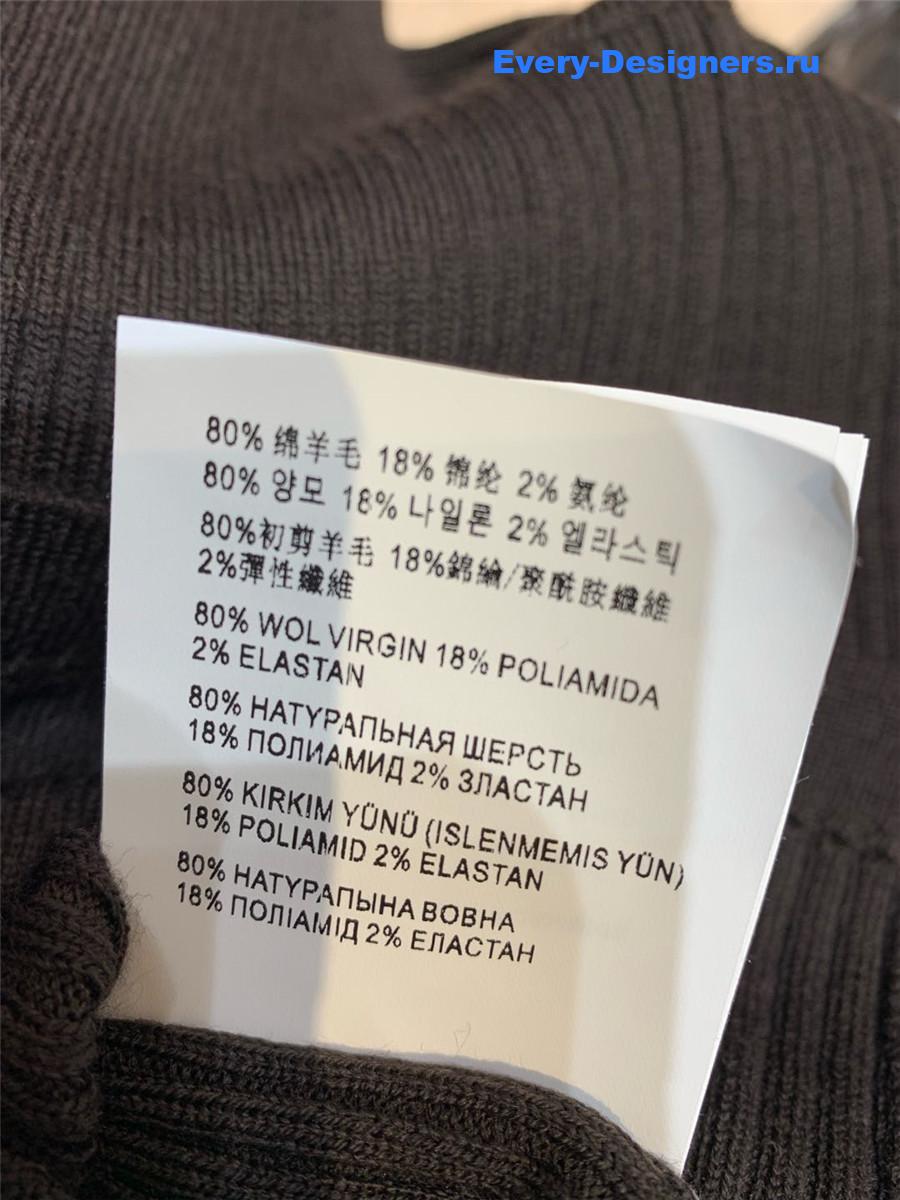 Every-Designers.ru
80% 绵羊毛 18% 锦纶 2% 氨纶
80% 양모 18% 나일론 2% 엘라스틱
80%初剪羊毛 18%錦綸/聚酰胺纖維
2%彈性纖維
80% WOL VIRGIN 18% POLIAMIDA
2% ELASTAN
80% НАТУРАПЬНАЯ ШЕРСТЬ
18% ПОЛИАМИД 2% ЗЛАСТАН
80% KIRKIM YÜNÜ (ISLENMEMIS YÜN)
18% POLIAMID 2% ELASTAN
80% НАТУРАПЫНА ВОВНА
18% ПОЛІАМІД 2% ЕЛАСТАН